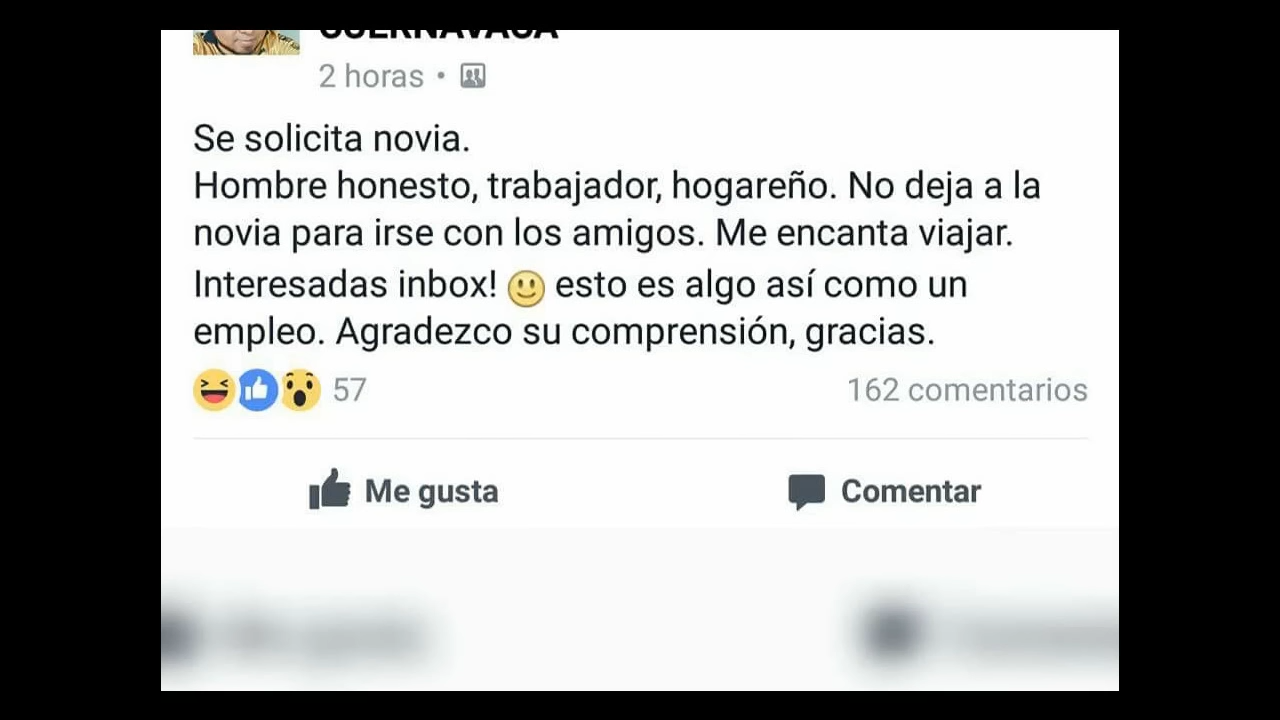 CUERNAVACA
2 horas •
Se solicita novia.
Hombre honesto, trabajador, hogareño. No deja a la
novia para irse con los amigos. Me encanta viajar.
Interesadas inbox! 🙂 esto es algo así como un
empleo. Agradezco su comprensión, gracias.
57 162 comentarios
Me gusta Comentar